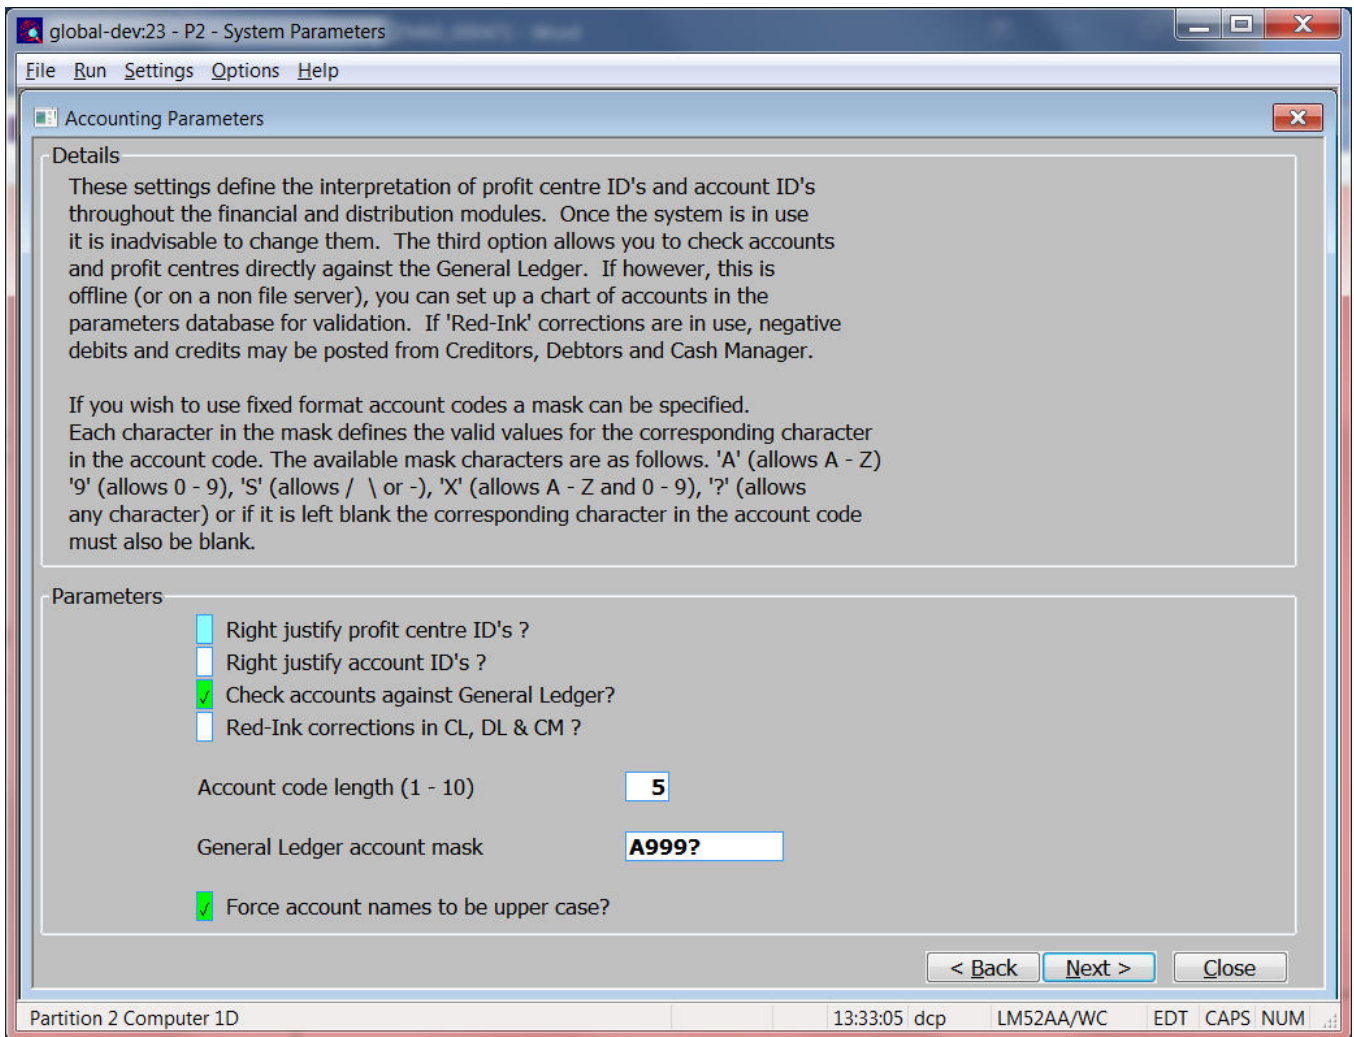 global-dev:23 - P2 - System Parameters
File Run Settings Options Help
Accounting Parameters
Details
These settings define the interpretation of profit centre ID's and account ID's
throughout the financial and distribution modules.  Once the system is in use
it is inadvisable to change them.  The third option allows you to check accounts
and profit centres directly against the General Ledger.  If however, this is
offline (or on a non file server), you can set up a chart of accounts in the
parameters database for validation.  If 'Red-Ink' corrections are in use, negative
debits and credits may be posted from Creditors, Debtors and Cash Manager.
If you wish to use fixed format account codes a mask can be specified.
Each character in the mask defines the valid values for the corresponding character
in the account code. The available mask characters are as follows. 'A' (allows A - Z)
'9' (allows 0 - 9), 'S' (allows /  \ or -), 'X' (allows A - Z and 0 - 9), '?' (allows
any character) or if it is left blank the corresponding character in the account code
must also be blank.
Parameters
Right justify profit centre ID's ?
Right justify account ID's ?
√ Check accounts against General Ledger?
Red-Ink corrections in CL, DL & CM ?
Account code length (1 - 10) 5
General Ledger account mask A999?
√ Force account names to be upper case?
< Back Next > Close
Partition 2 Computer 1D 13:33:05 dcp LM52AA/WC EDT CAPS NUM